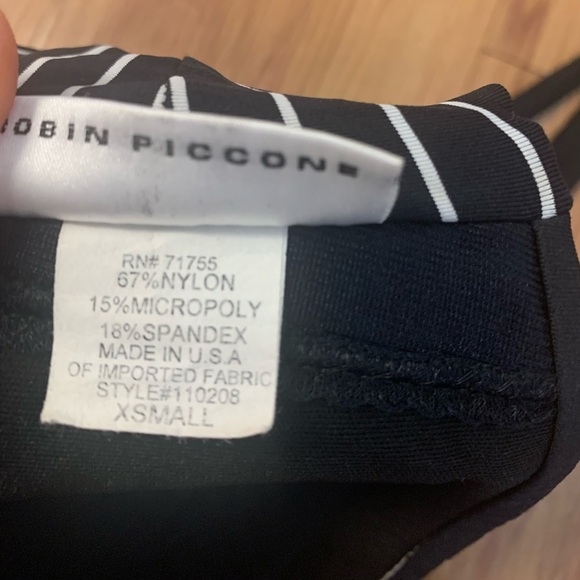 ROBIN PICCONE
RN# 71755
67%NYLON
15%MICROPOLY
18%SPANDEX
MADE IN U.S.A
OF IMPORTED FABRIC
STYLE#110208
XSMALL